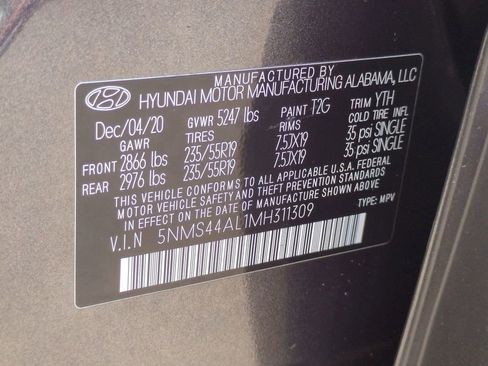 MANUFACTURED BY
HYUNDAI MOTOR MANUFACTURING ALABAMA, LLC
Dec/04/20 GVWR 5247 lbs PAINT T2G TRIM YTH
GAWR TIRES RIMS COLD TIRE INFL
FRONT 2866 lbs 235/55R19 7.5JX19 35 psi SINGLE
REAR 2976 lbs 235/55R19 7.5JX19 35 psi SINGLE
THIS VEHICLE CONFORMS TO ALL APPLICABLE U.S.A. FEDERAL
MOTOR VEHICLE SAFETY AND THEFT PREVENTION STANDARDS
IN EFFECT ON THE DATE OF MANUFACTURE SHOWN ABOVE.
V.I.N 5NMS44AL1MH311309 TYPE: MPV